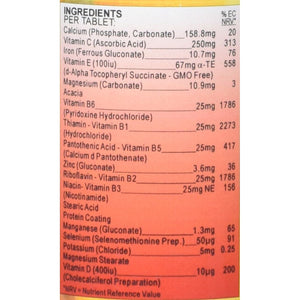 INGREDIENTS % EC
PER TABLET NRV*
Calcium (Phosphate, Carbonate) 158.8mg 20
Vitamin C (Ascorbic Acid) 250mg 313
Iron (Ferrous Gluconate) 10.7mg 76
Vitamin E (100iu) 67mg α-TE 558
(d-Alpha Tocopheryl Succinate - GMO Free)
Magnesium (Carbonate) 10.9mg 3
Acacia
Vitamin B6 25mg 1786
(Pyridoxine Hydrochloride)
Thiamin - Vitamin B1 25mg 2273
(Hydrochloride)
Pantothenic Acid - Vitamin B5 25mg 417
(Calcium d Pantothenate)
Zinc (Gluconate) 3.6mg 36
Riboflavin - Vitamin B2 25mg 1786
Niacin- Vitamin B3 25mg NE 156
(Nicotinamide)
Stearic Acid
Protein Coating
Manganese (Gluconate) 1.3mg 65
Selenium (Selenomethionine Prep.) 50µg 91
Potassium (Chloride) 5mg 0.25
Magnesium Stearate
Vitamin D (400iu) 10µg 200
(Cholecalciferol Preparation)
*NRV = Nutrient Reference Value